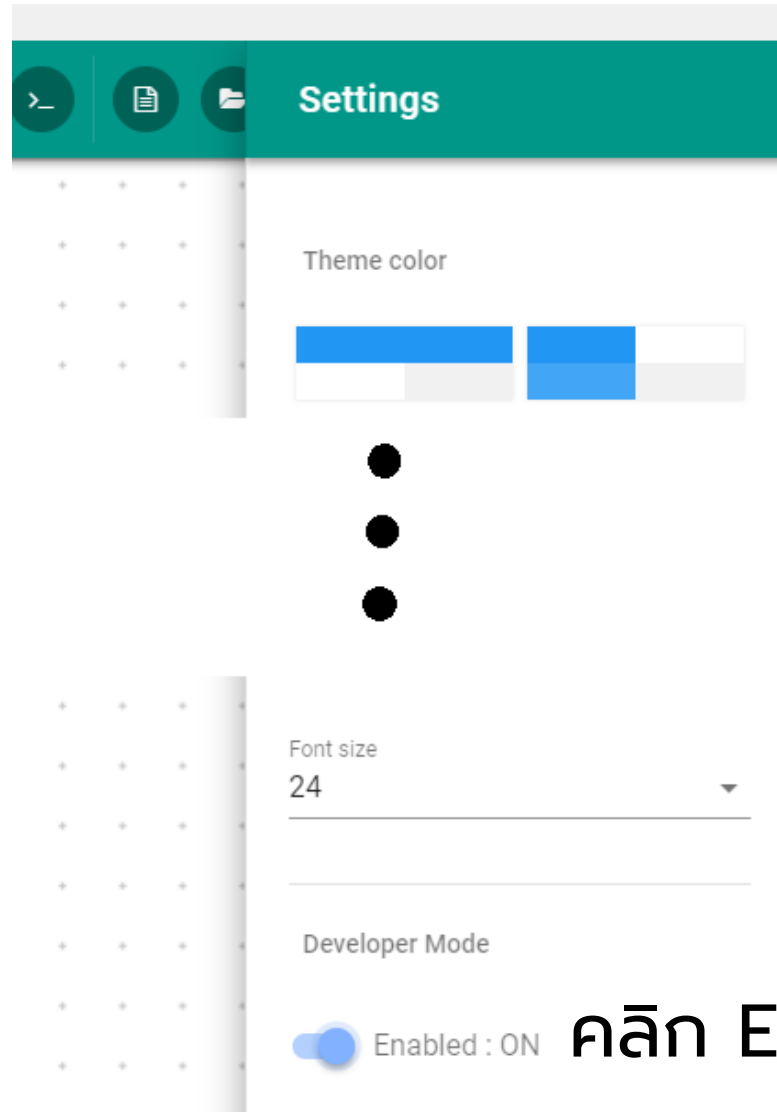 Settings
Theme color
Font size
24
Developer Mode
Enabled : ON คลิก E